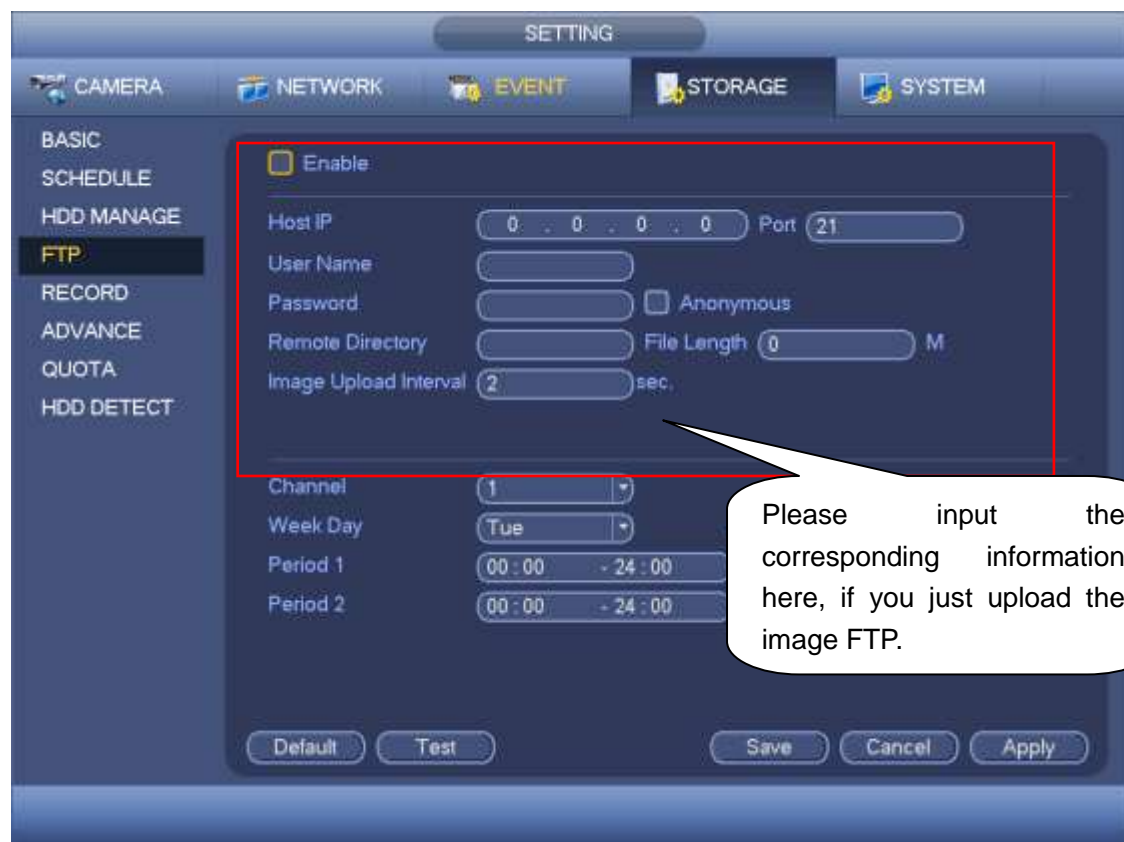 SETTING
CAMERA NETWORK EVENT STORAGE SYSTEM
BASIC
SCHEDULE
HDD MANAGE
FTP
RECORD
ADVANCE
QUOTA
HDD DETECT
Enable
Host IP 0 . 0 . 0 . 0 Port 21
User Name
Password Anonymous
Remote Directory File Length 0 M
Image Upload Interval 2 sec.
Channel 1
Week Day Tue
Period 1 00 : 00 - 24 : 00
Period 2 00 : 00 - 24 : 00
Please input the
corresponding information
here, if you just upload the
image FTP.
Default Test Save Cancel Apply